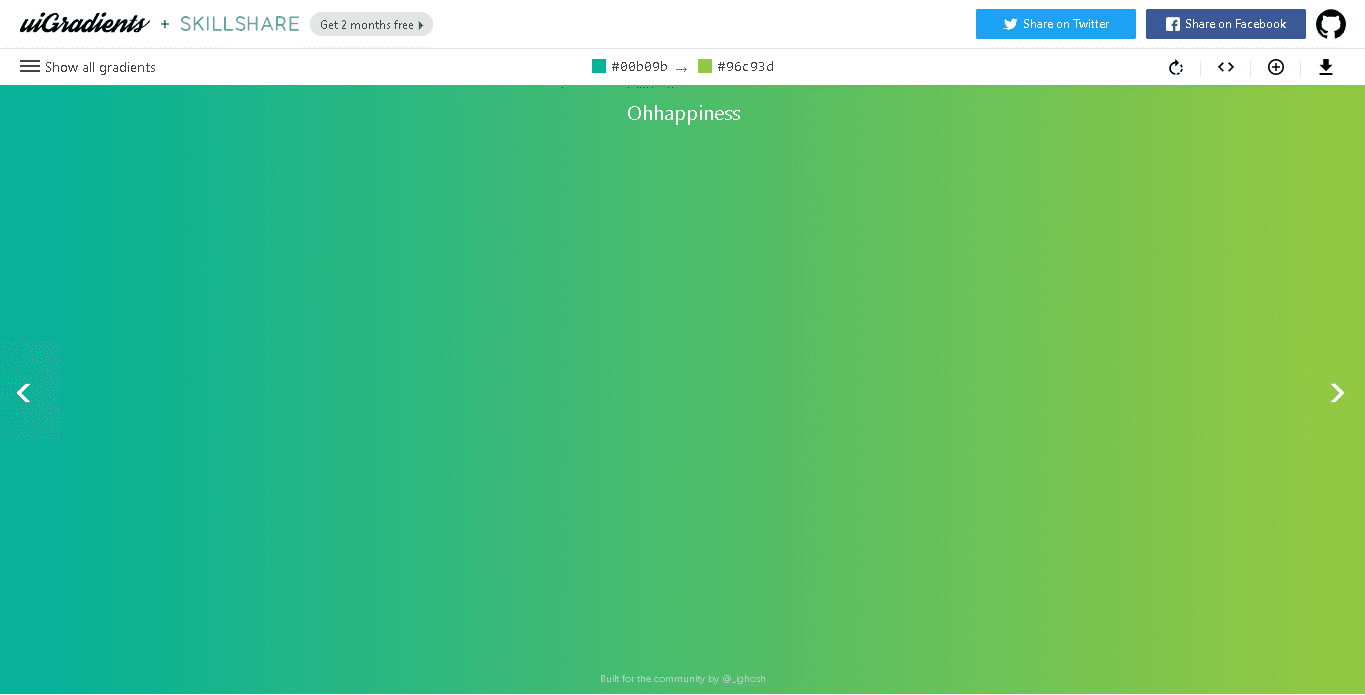 uiGradients + SKILLSHARE Get 2 months free Share on Twitter Share on Facebook
Show all gradients #00b09b → #96c93d
Ohhappiness
Built for the community by @_ighosh